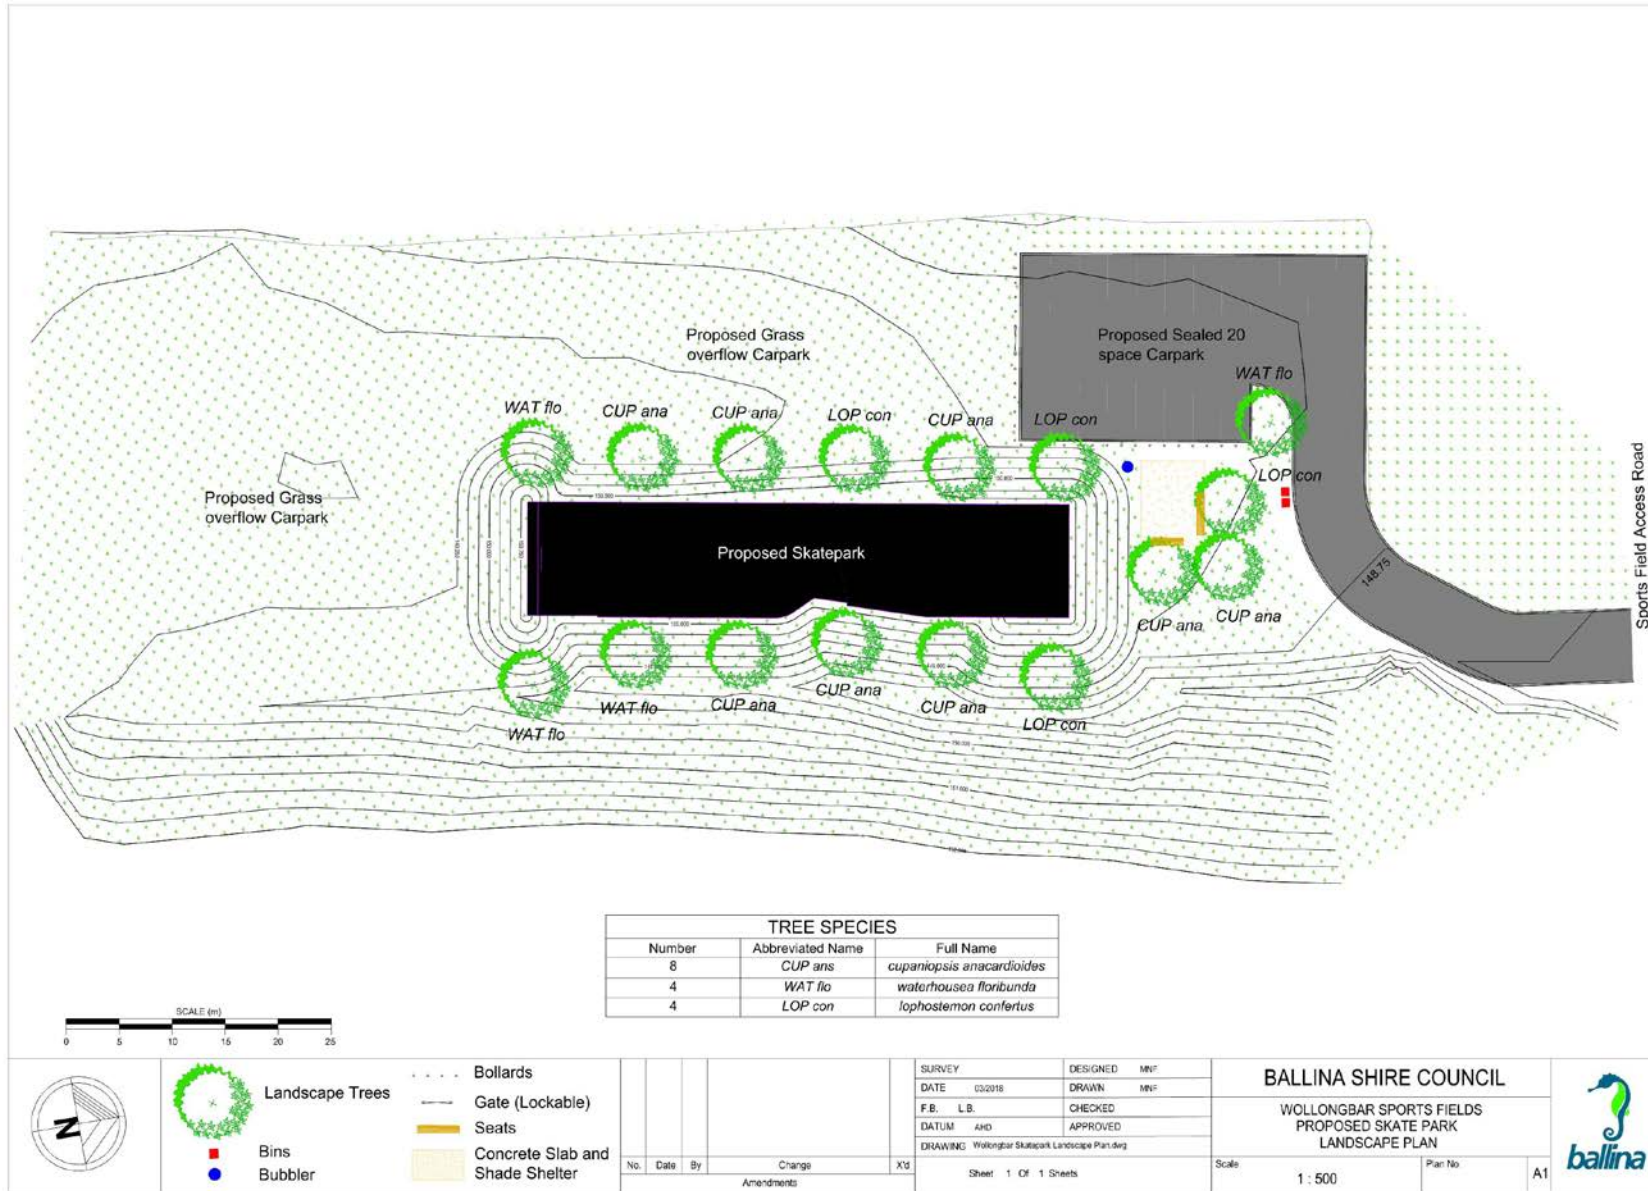 Proposed Grass
overflow Carpark
Proposed Sealed 20
space Carpark
WAT flo
WAT flo
CUP ana
CUP ana
LOP con
CUP ana
LOP con
LOP con
Proposed Grass
overflow Carpark
Proposed Skatepark
148.75
Sports Field Access Road
CUP ana
CUP ana
WAT flo
WAT flo
CUP ana
CUP ana
CUP ana
LOP con
TREE SPECIES
Number Abbreviated Name Full Name
8 CUP ans cupaniopsis anacardioides
4 WAT flo waterhousea floribunda
4 LOP con lophostemon confertus
SCALE (m)
0 5 10 15 20 25
N
Landscape Trees
Bins
Bubbler
Bollards
Gate (Lockable)
Seats
Concrete Slab and
Shade Shelter
No. Date By Change X'd
Amendments
SURVEY DESIGNED MNF
DATE 03/2018 DRAWN MNF
F.B. L.B. CHECKED
DATUM AHD APPROVED
DRAWING Wollongbar Skatepark Landscape Plan.dwg
Sheet 1 Of 1 Sheets
BALLINA SHIRE COUNCIL
WOLLONGBAR SPORTS FIELDS
PROPOSED SKATE PARK
LANDSCAPE PLAN
Scale
1 : 500
Plan No
A1
ballina